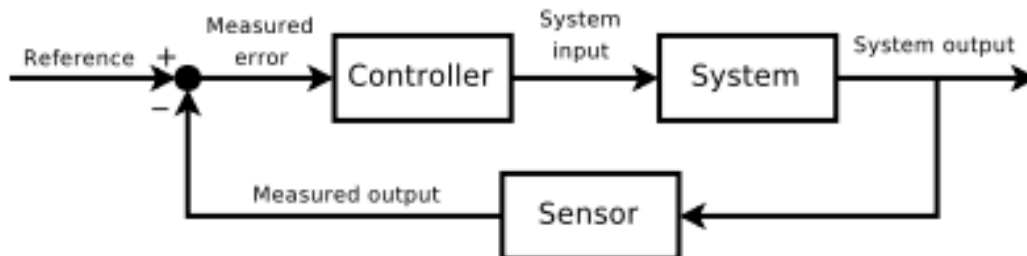 Reference
+
−
Measured
error
Controller
System
input
System
System output
Measured output
Sensor